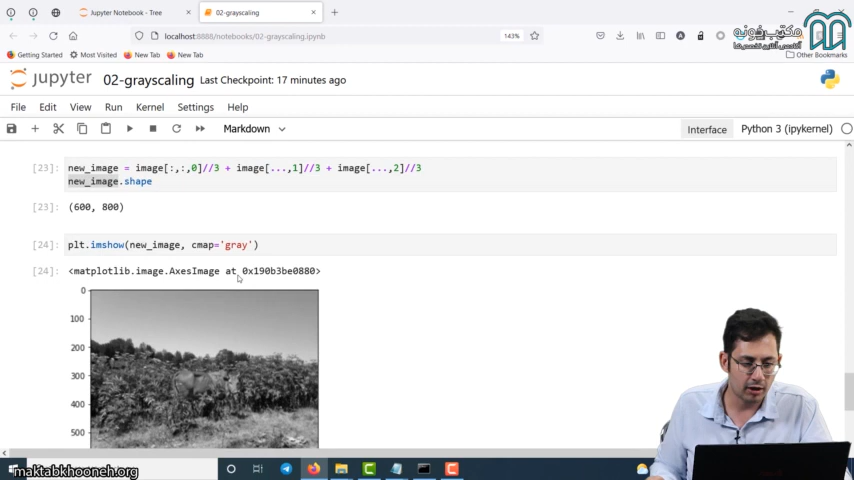 Jupyter Notebook - Tree
02-grayscaling
localhost:8888/notebooks/02-grayscaling.ipynb
143%
مکتب‌خونه
Getting Started
Most Visited
New Tab
New Tab
Other Bookmarks
jupyter
02-grayscaling
Last Checkpoint: 17 minutes ago
File Edit View Run Kernel Settings Help
Markdown
Interface
Python 3 (ipykernel)
[23]: new_image = image[:,:,0]//3 + image[...,1]//3 + image[...,2]//3
new_image.shape
[23]: (600, 800)
[24]: plt.imshow(new_image, cmap='gray')
[24]: <matplotlib.image.AxesImage at 0x190b3be0880>
0
100
200
300
400
500
maktabkhooneh.org